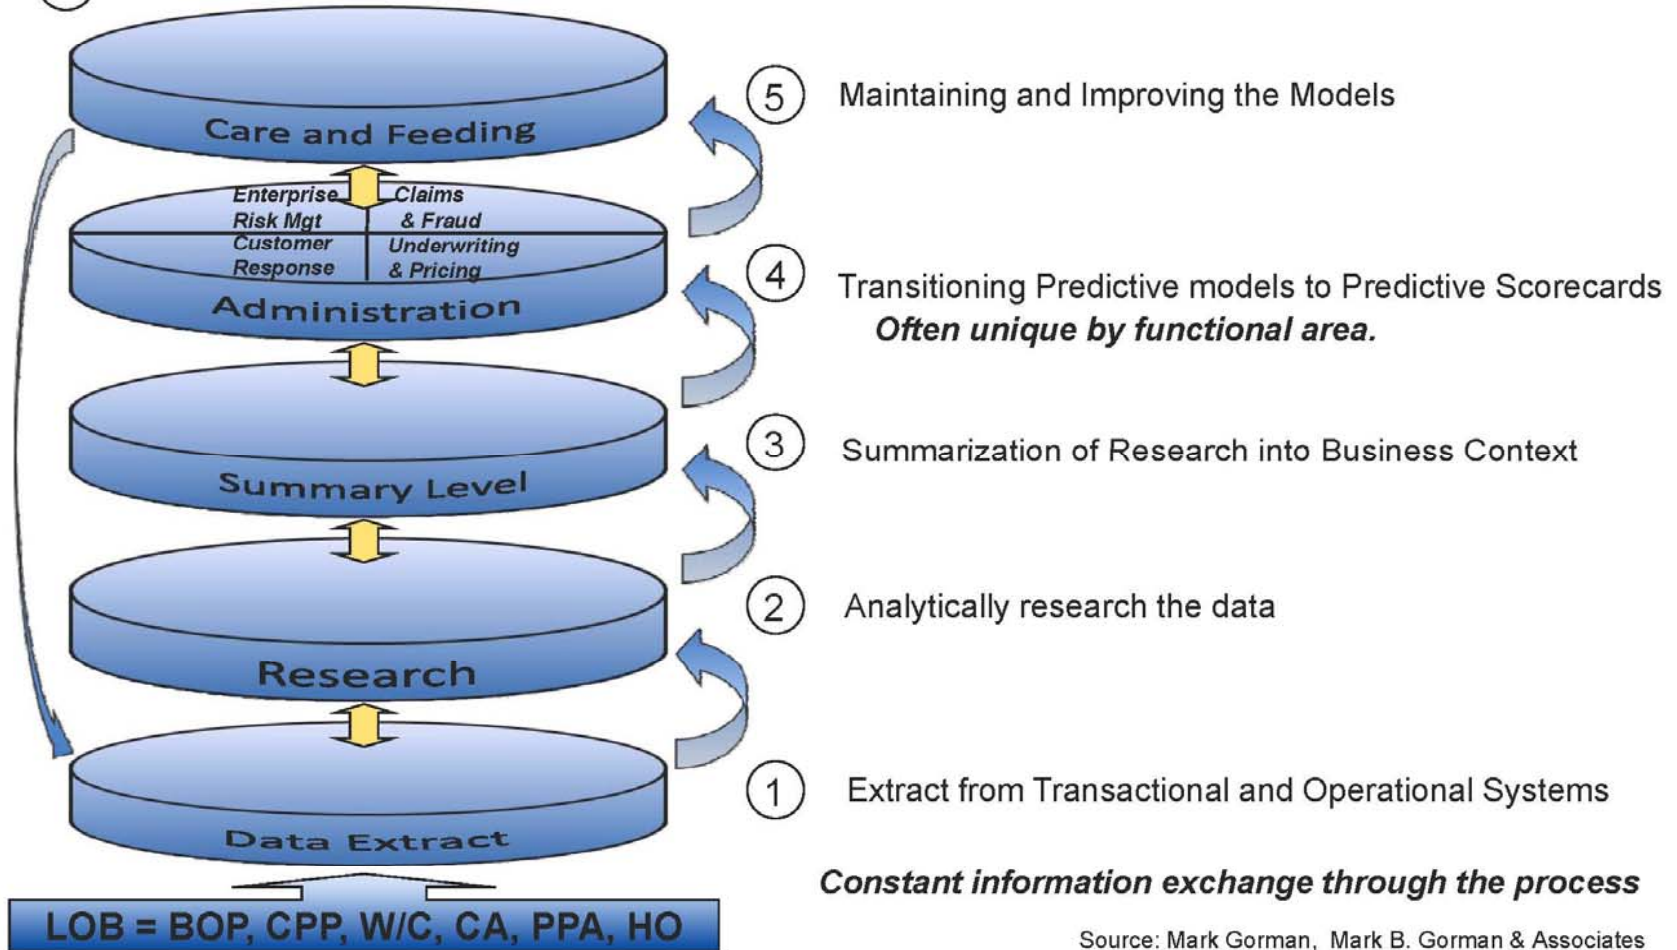 5 Maintaining and Improving the Models
Care and Feeding
Enterprise Claims
Risk Mgt & Fraud
Customer Underwriting
Response & Pricing
Administration
4 Transitioning Predictive models to Predictive Scorecards
Often unique by functional area.
3 Summarization of Research into Business Context
Summary Level
2 Analytically research the data
Research
1 Extract from Transactional and Operational Systems
Data Extract
Constant information exchange through the process
LOB = BOP, CPP, W/C, CA, PPA, HO
Source: Mark Gorman, Mark B. Gorman & Associates